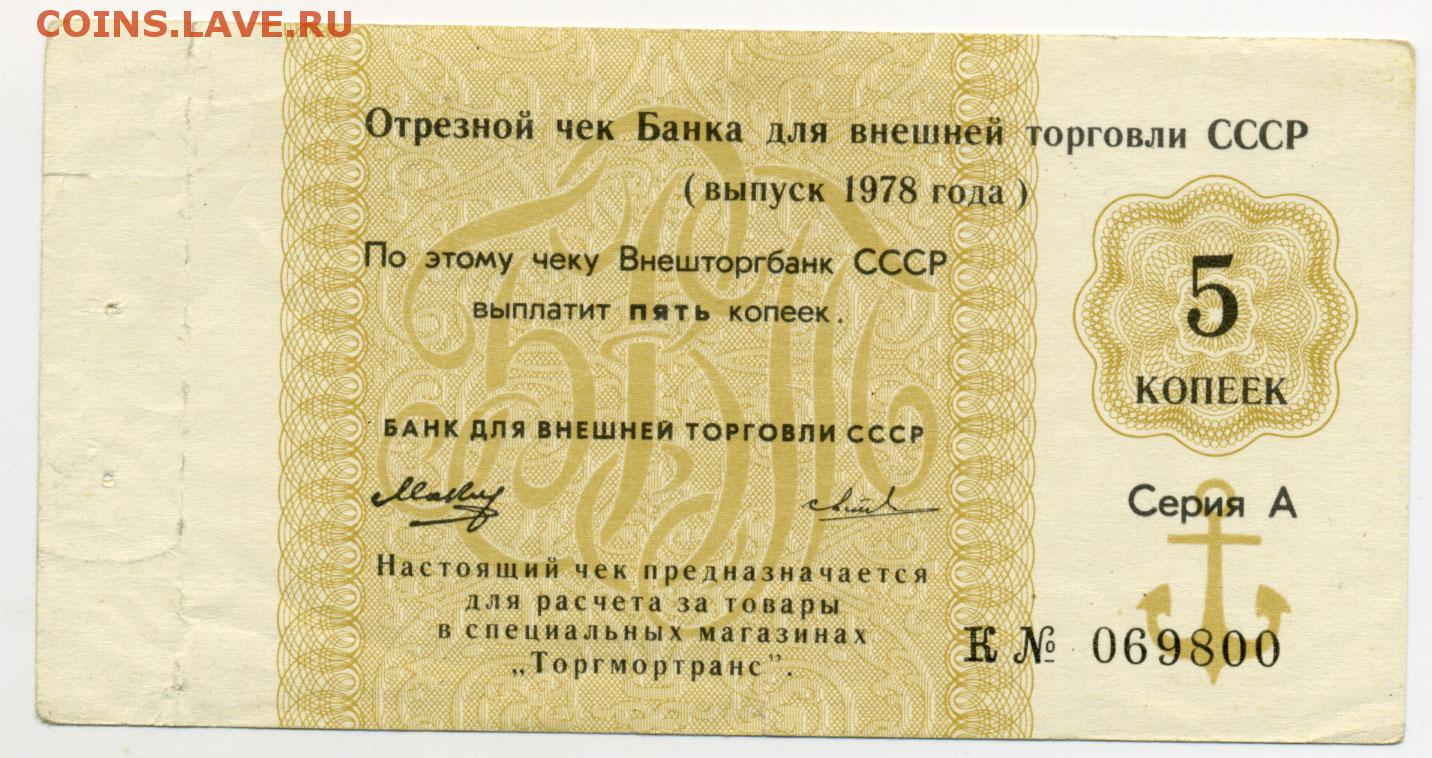 COINS.LAVE.RU
Отрезной чек Банка для внешней торговли СССР
(выпуск 1978 года)
По этому чеку Внешторгбанк СССР
выплатит пять копеек.
5
КОПЕЕК
БАНК ДЛЯ ВНЕШНЕЙ ТОРГОВЛИ СССР
Серия А
Настоящий чек предназначается
для расчета за товары
в специальных магазинах
„Торгмортранс".
К № 069800